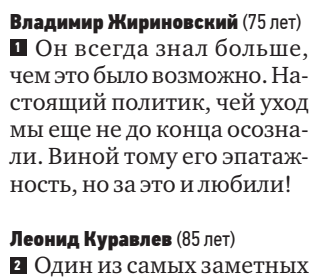 Владимир Жириновский (75 лет)
1 Он всегда знал больше,
чем это было возможно. На-
стоящий политик, чей уход
мы еще не до конца осозна-
ли. Виной тому его эпатаж-
ность, но за это и любили!
Леонид Куравлев (85 лет)
2 Один из самых заметных